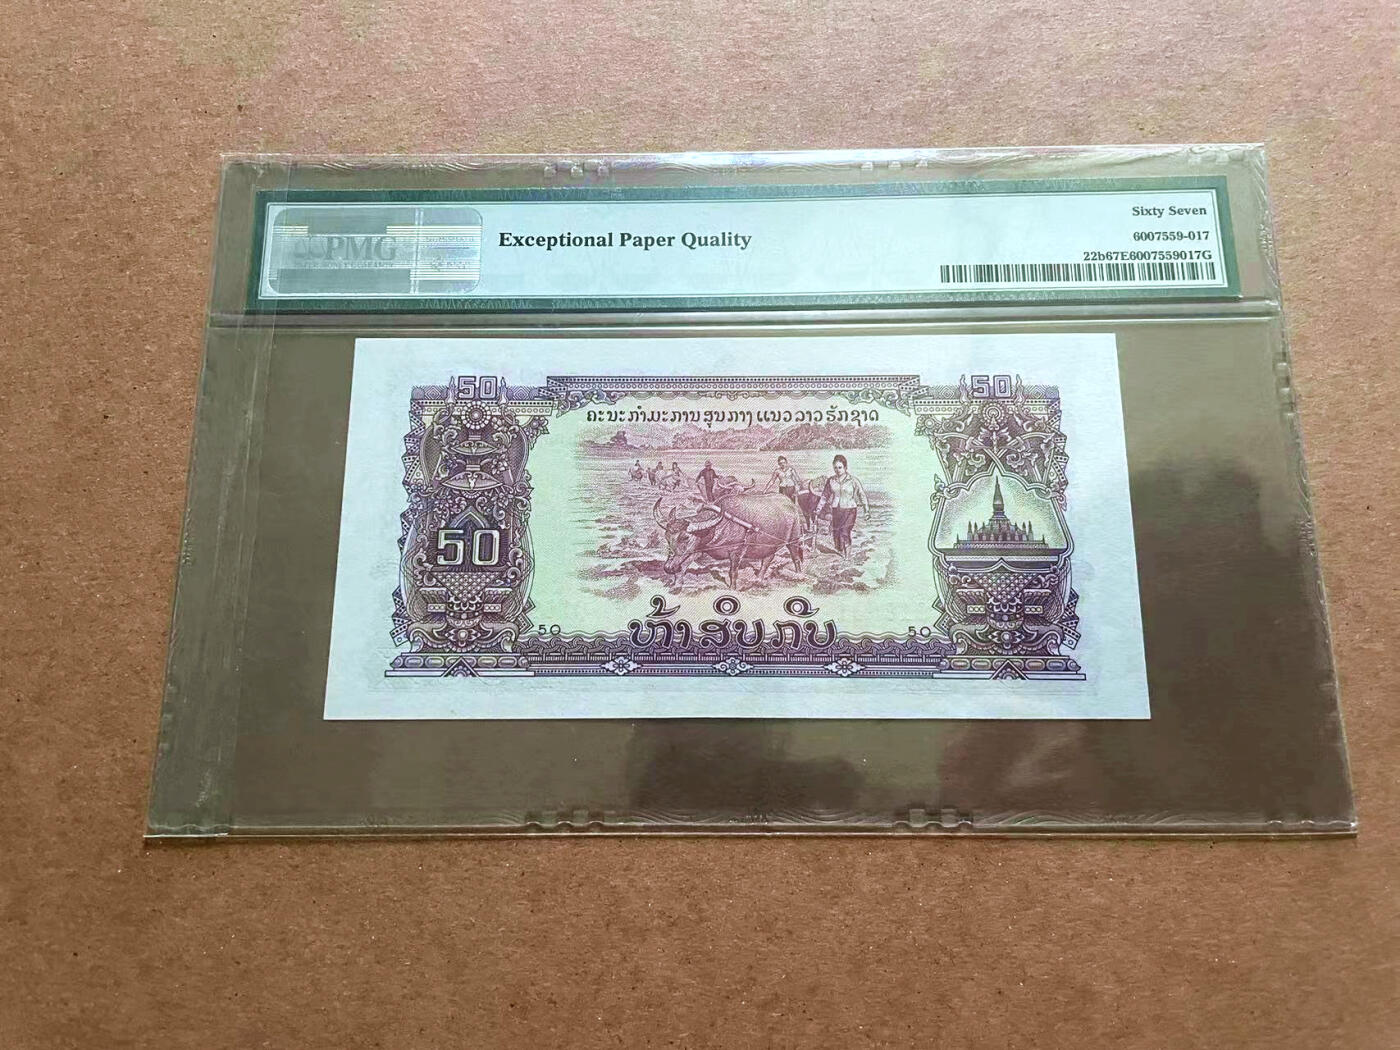 PMG
Exceptional Paper Quality
Sixty Seven
6007559-017
22b67E6007559017G
50 50
ຄະນະກຳມະການສູນກາງແນວລາວຮັກຊາດ
50
50 50
ຫ້າສິບກີບ